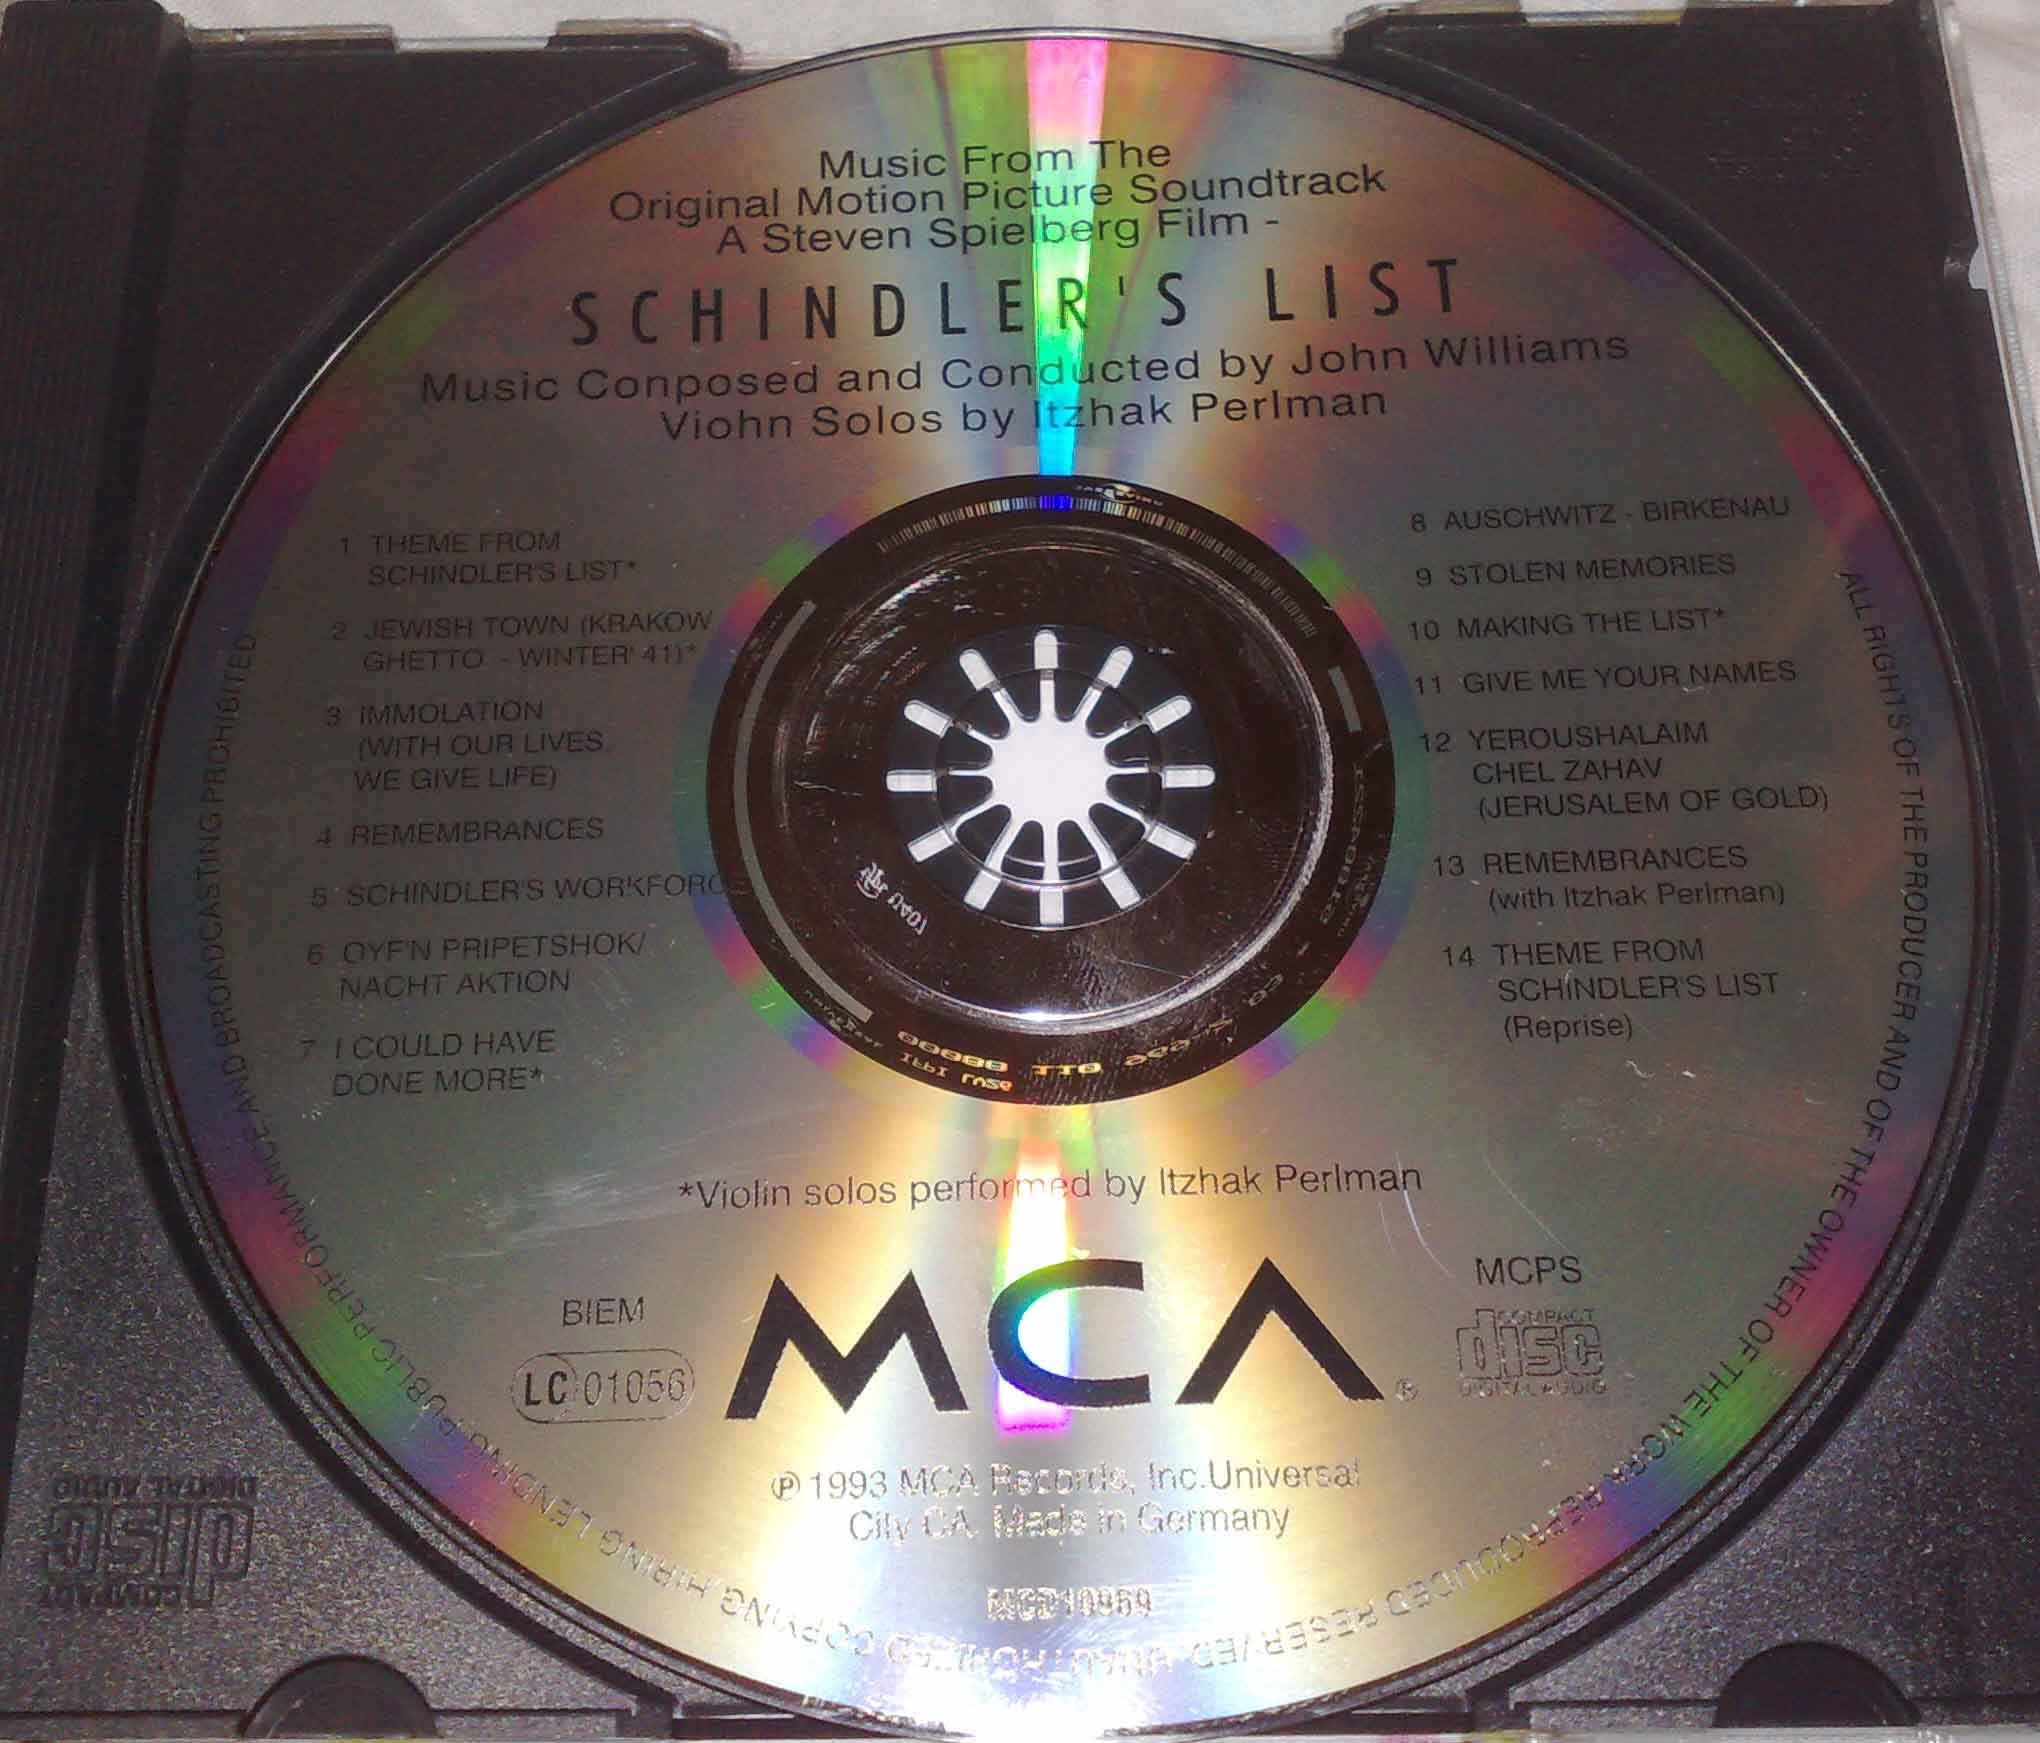 Music From The
Original Motion Picture Soundtrack
A Steven Spielberg Film -
SCHINDLER'S LIST
Music Conposed and Conducted by John Williams
Viohn Solos by Itzhak Perlman
1 THEME FROM
SCHINDLER'S LIST*
2 JEWISH TOWN (KRAKOW
GHETTO - WINTER' 41)*
3 IMMOLATION
(WITH OUR LIVES,
WE GIVE LIFE)
4 REMEMBRANCES
5 SCHINDLER'S WORKFORCE
6 OYF'N PRIPETSHOK/
NACHT AKTION
7 I COULD HAVE
DONE MORE*
8 AUSCHWITZ - BIRKENAU
9 STOLEN MEMORIES
10 MAKING THE LIST*
11 GIVE ME YOUR NAMES
12 YEROUSHALAIM
CHEL ZAHAV
(JERUSALEM OF GOLD)
13 REMEMBRANCES
(with Itzhak Perlman)
14 THEME FROM
SCHINDLER'S LIST
(Reprise)
*Violin solos performed by Itzhak Perlman
BIEM
LC 01056
MCA®
MCPS
COMPACT
disc
DIGITAL AUDIO
℗ 1993 MCA Records, Inc.Universal
City CA. Made in Germany
MCD10969
ALL RIGHTS OF THE PRODUCER AND OF THE OWNER OF THE WORK REPRODUCED RESERVED. UNAUTHORIZED COPYING, HIRING, LENDING, PUBLIC PERFORMANCE AND BROADCASTING PROHIBITED
COMPACT
disc
DIGITAL AUDIO